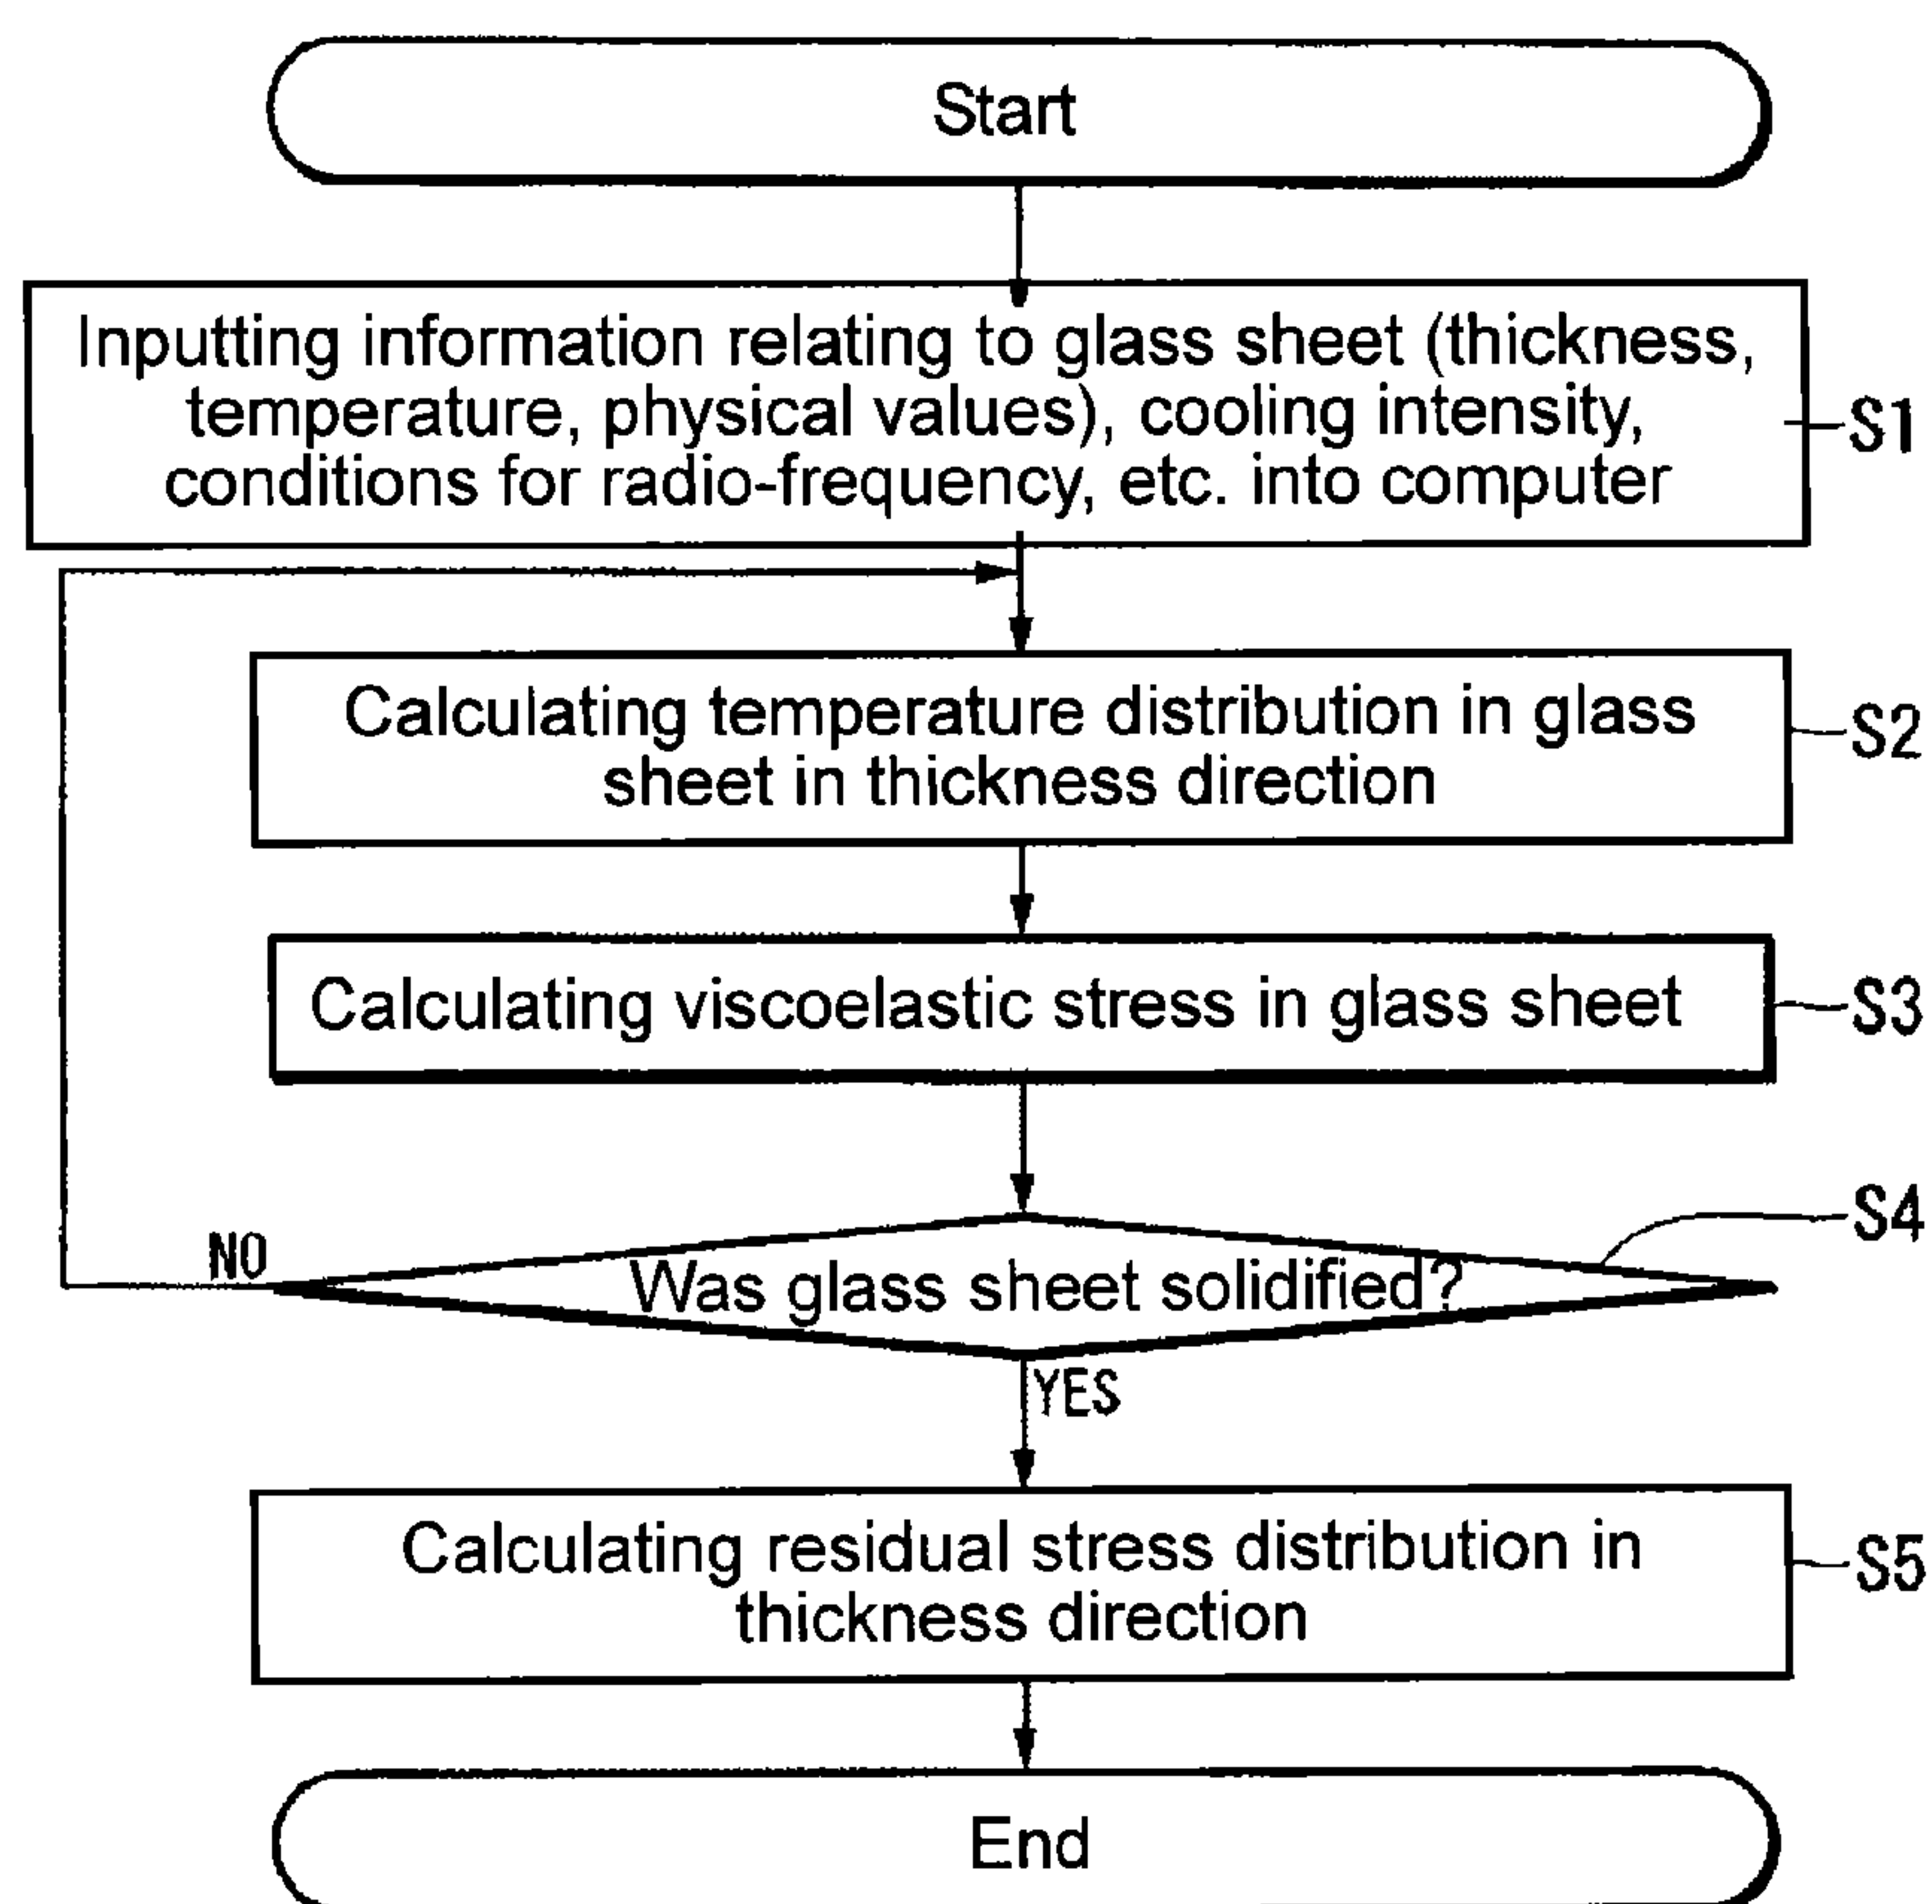 Start
Inputting information relating to glass sheet (thickness,
temperature, physical values), cooling intensity,
conditions for radio-frequency, etc. into computer
S1
Calculating temperature distribution in glass
sheet in thickness direction
S2
Calculating viscoelastic stress in glass sheet
S3
S4
NO
Was glass sheet solidified?
YES
Calculating residual stress distribution in
thickness direction
S5
End